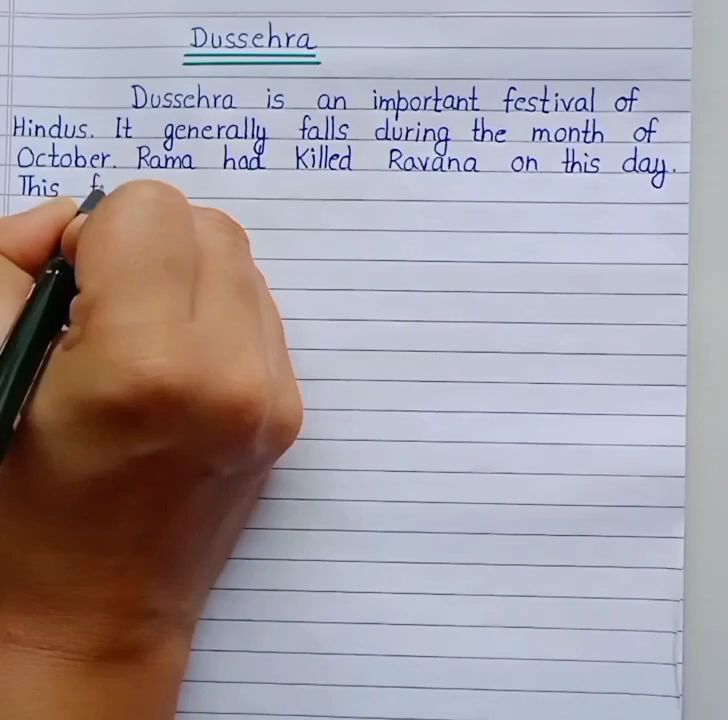 Dussehra
Dussehra is an important festival of
Hindus. It generally falls during the month of
October. Rama had Killed Ravana on this day.
This f